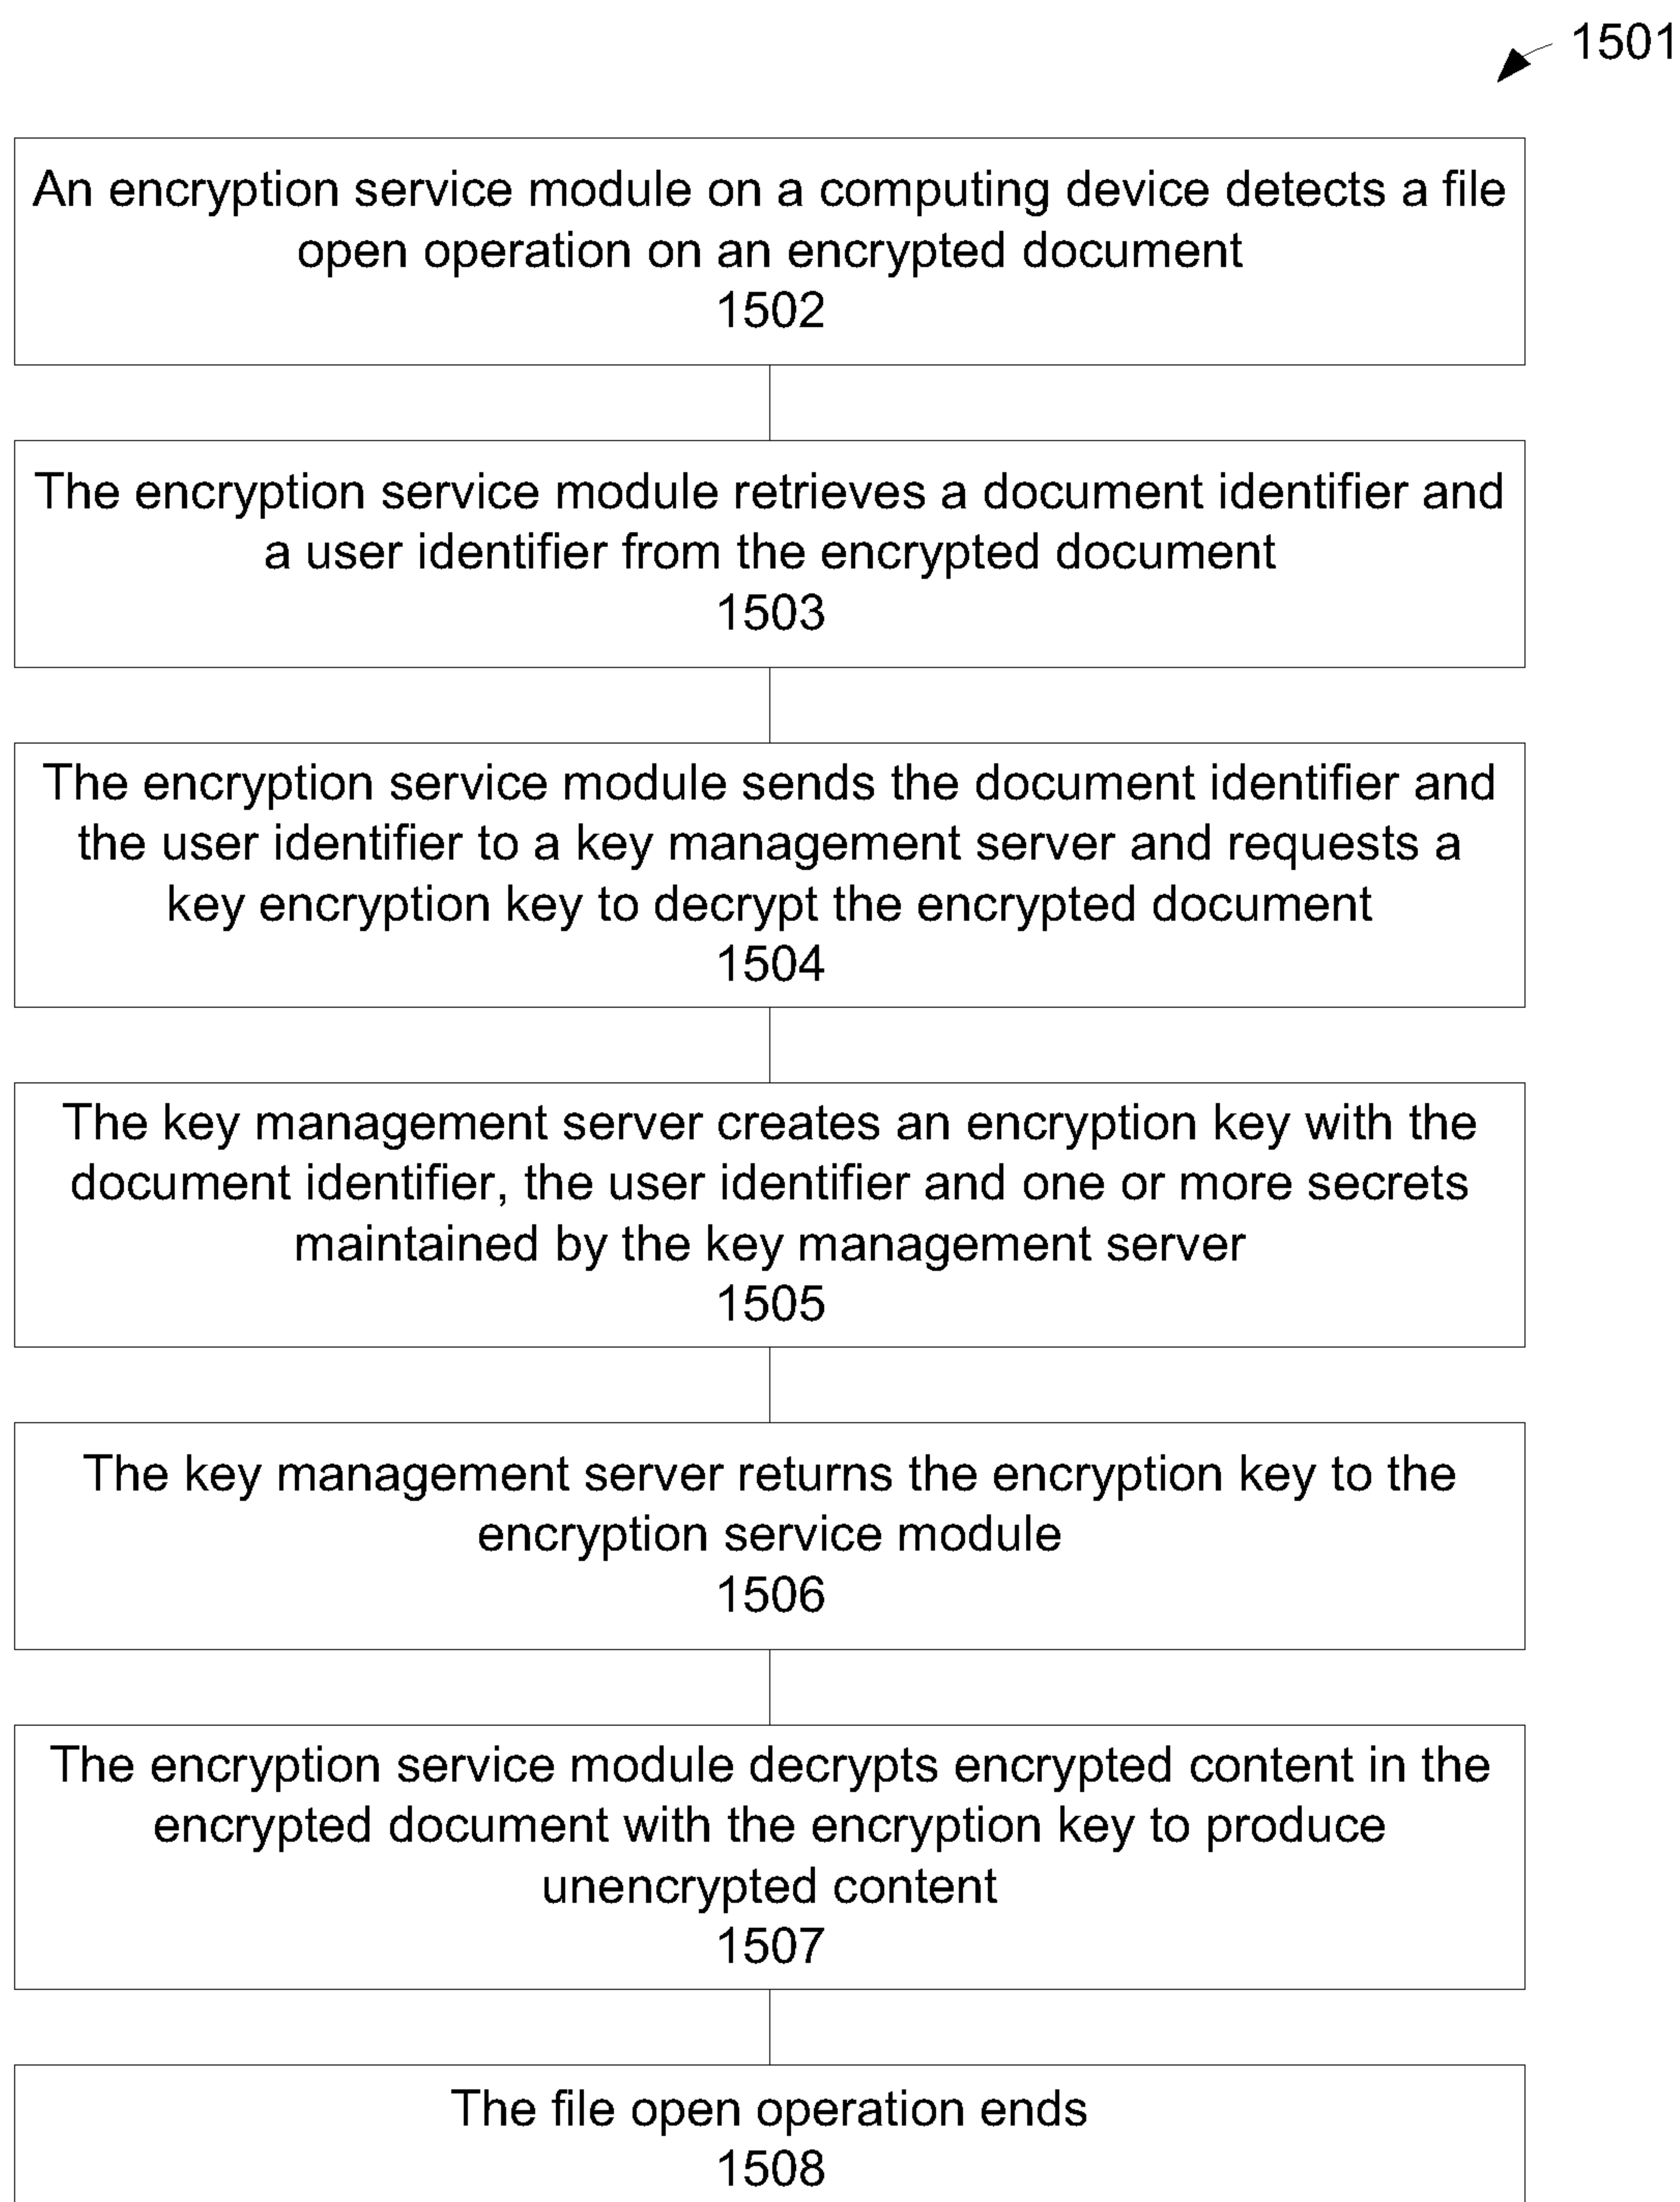 1501
An encryption service module on a computing device detects a file
open operation on an encrypted document
1502
The encryption service module retrieves a document identifier and
a user identifier from the encrypted document
1503
The encryption service module sends the document identifier and
the user identifier to a key management server and requests a
key encryption key to decrypt the encrypted document
1504
The key management server creates an encryption key with the
document identifier, the user identifier and one or more secrets
maintained by the key management server
1505
The key management server returns the encryption key to the
encryption service module
1506
The encryption service module decrypts encrypted content in the
encrypted document with the encryption key to produce
unencrypted content
1507
The file open operation ends
1508